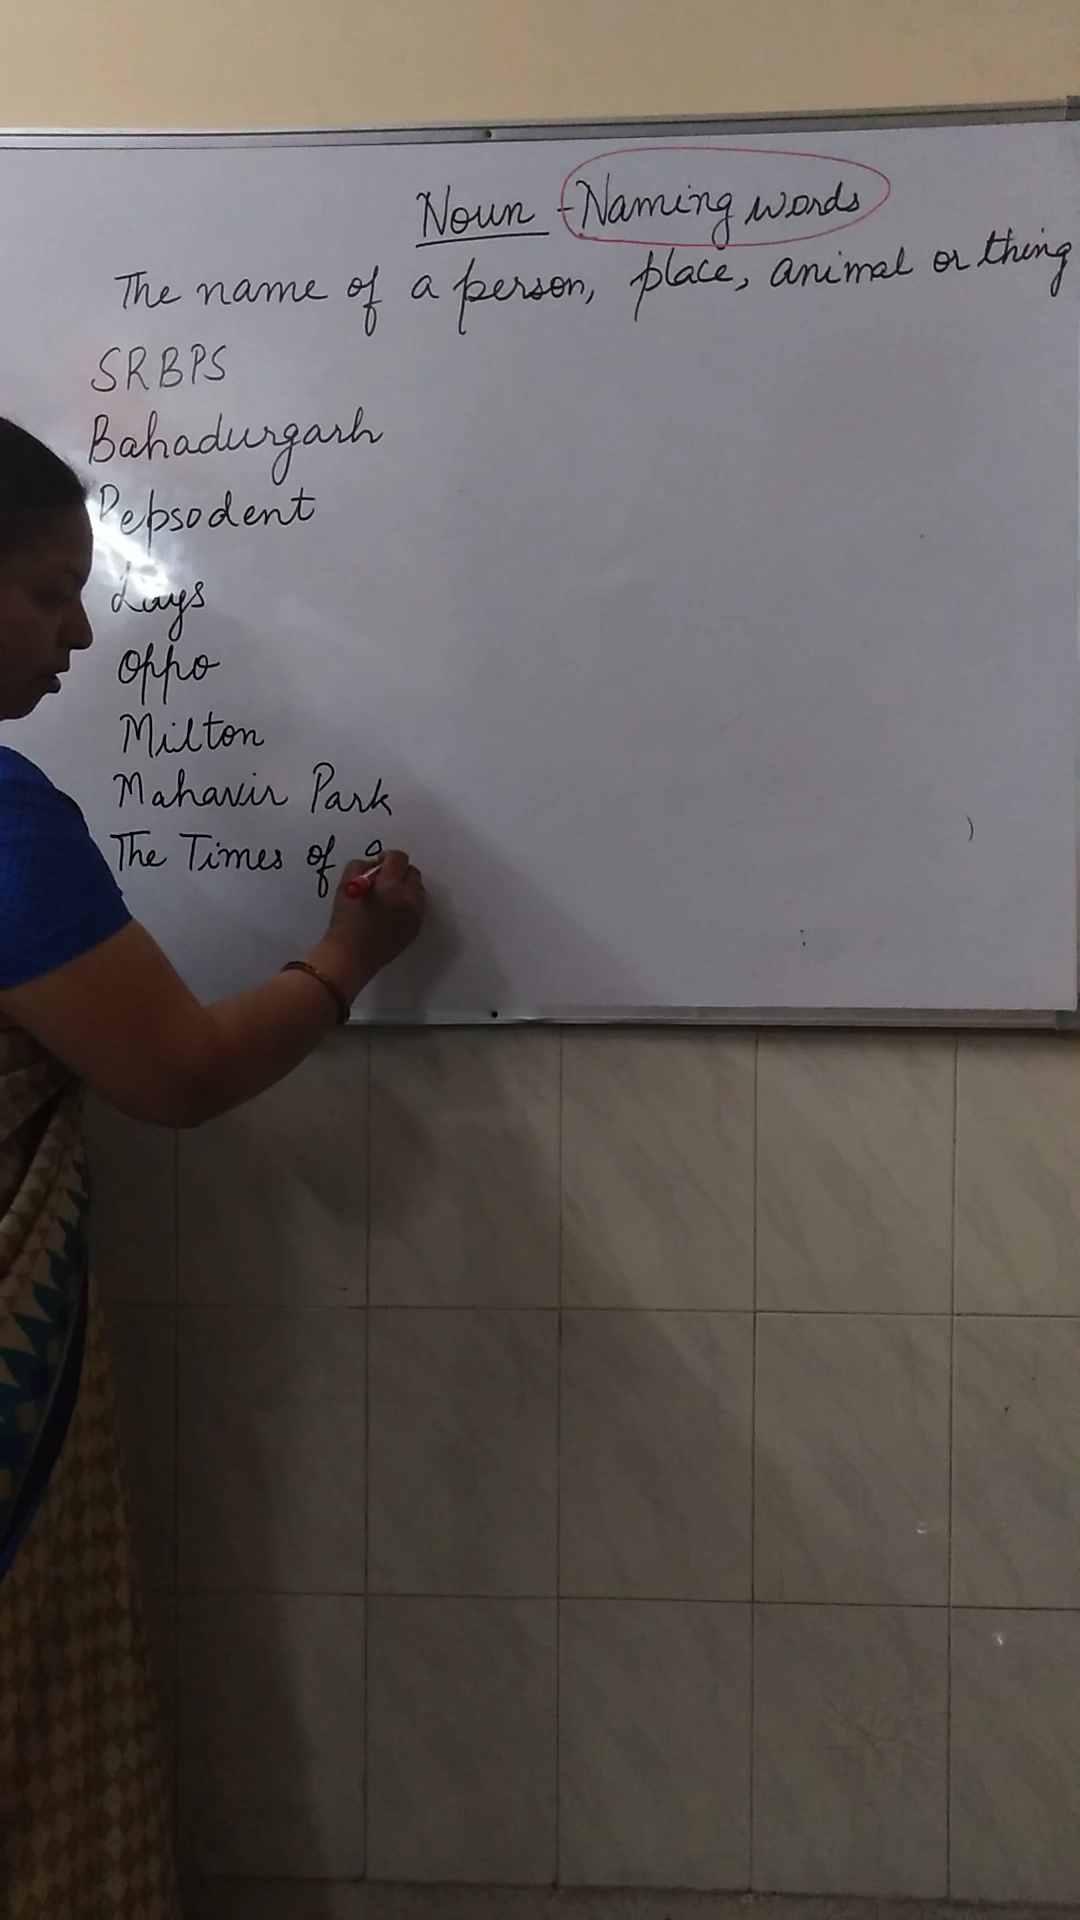 Noun - Naming words
The name of a person, place, animal or thing
SRBPS
Bahadurgarh
Pepsodent
Lays
Oppo
Milton
Mahavir Park
The Times of